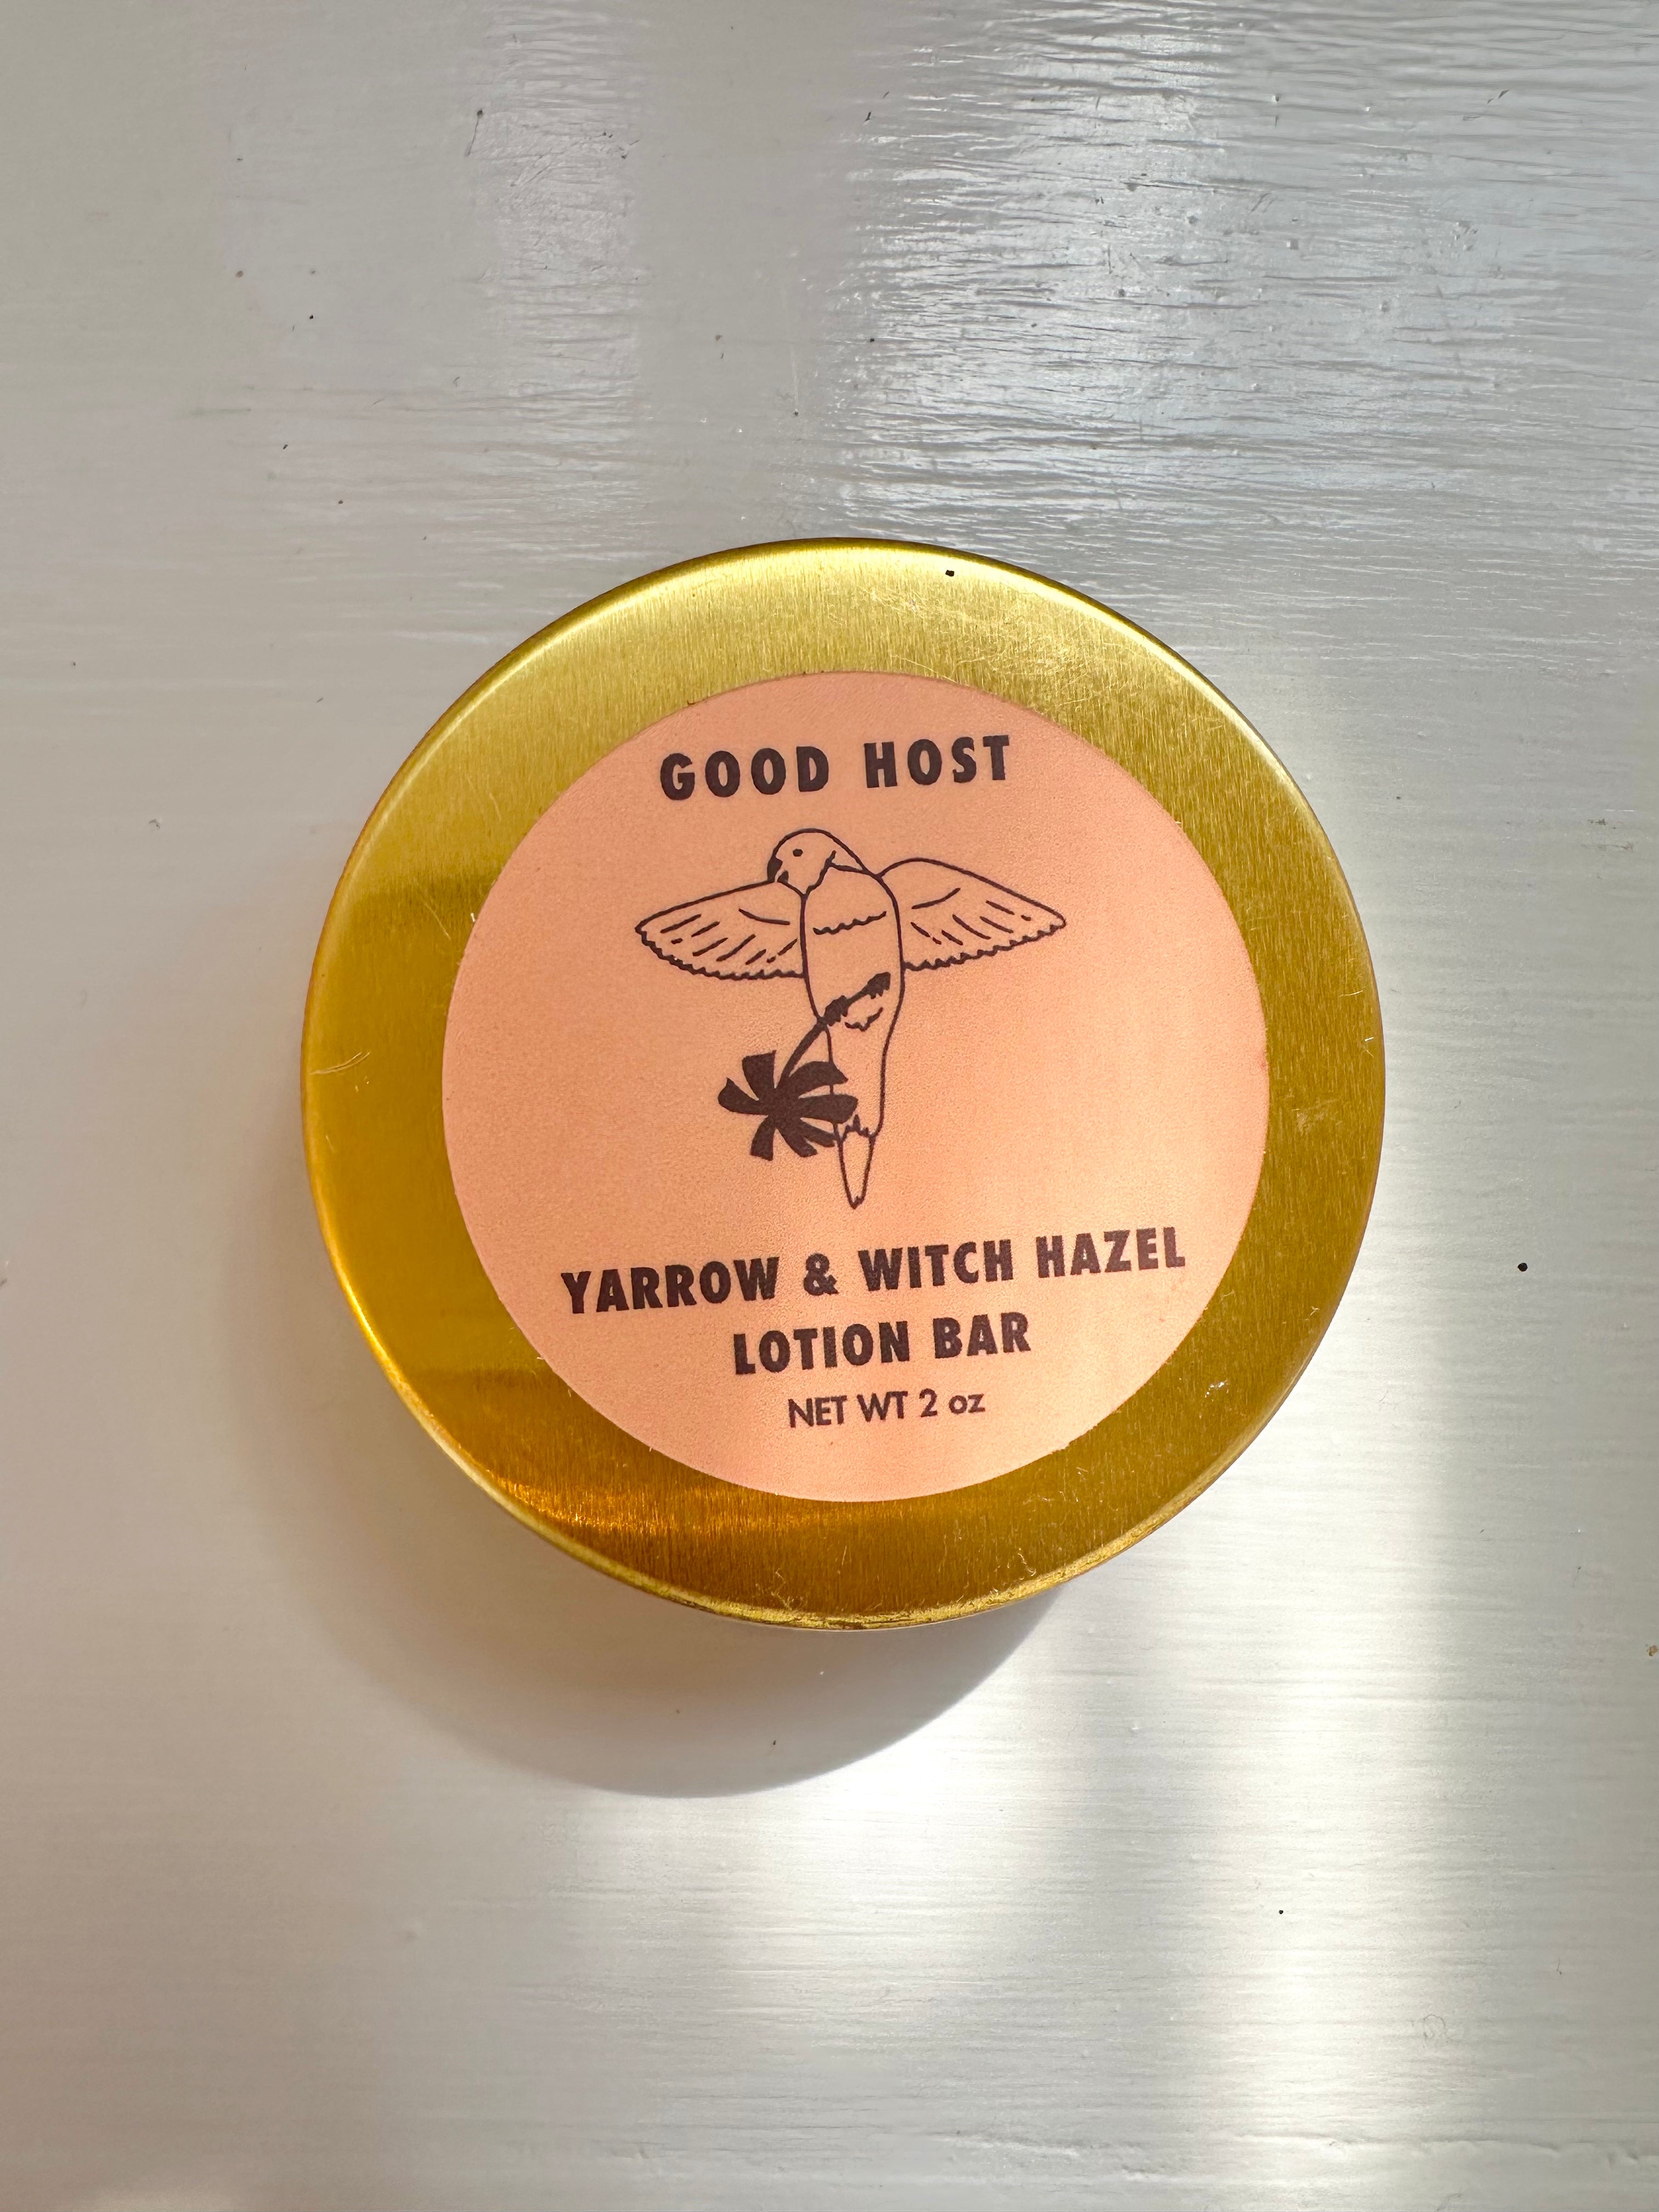 GOOD HOST
YARROW & WITCH HAZEL
LOTION BAR
NET WT 2 oz